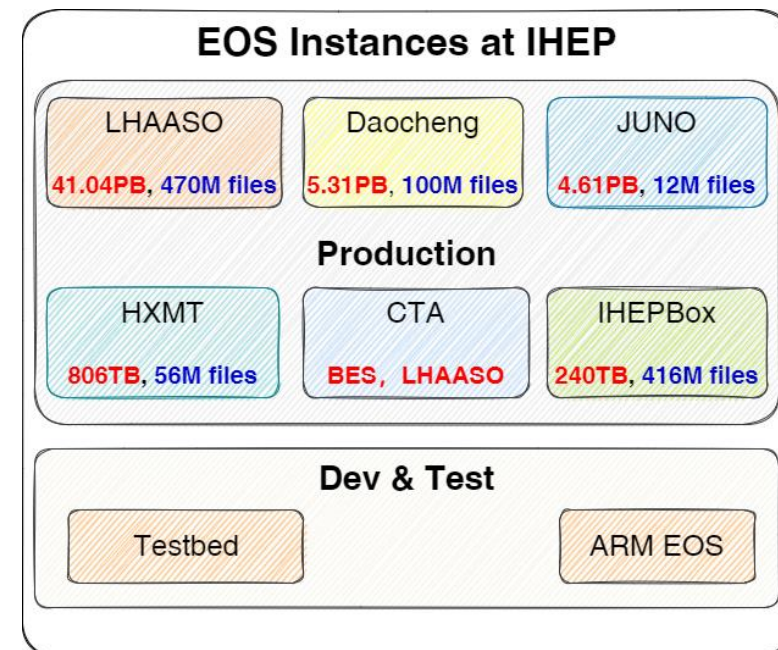 EOS Instances at IHEP
LHAASO
41.04PB, 470M files
Daocheng
5.31PB, 100M files
JUNO
4.61PB, 12M files
Production
HXMT
806TB, 56M files
CTA
BES，LHAASO
IHEPBox
240TB, 416M files
Dev & Test
Testbed
ARM EOS